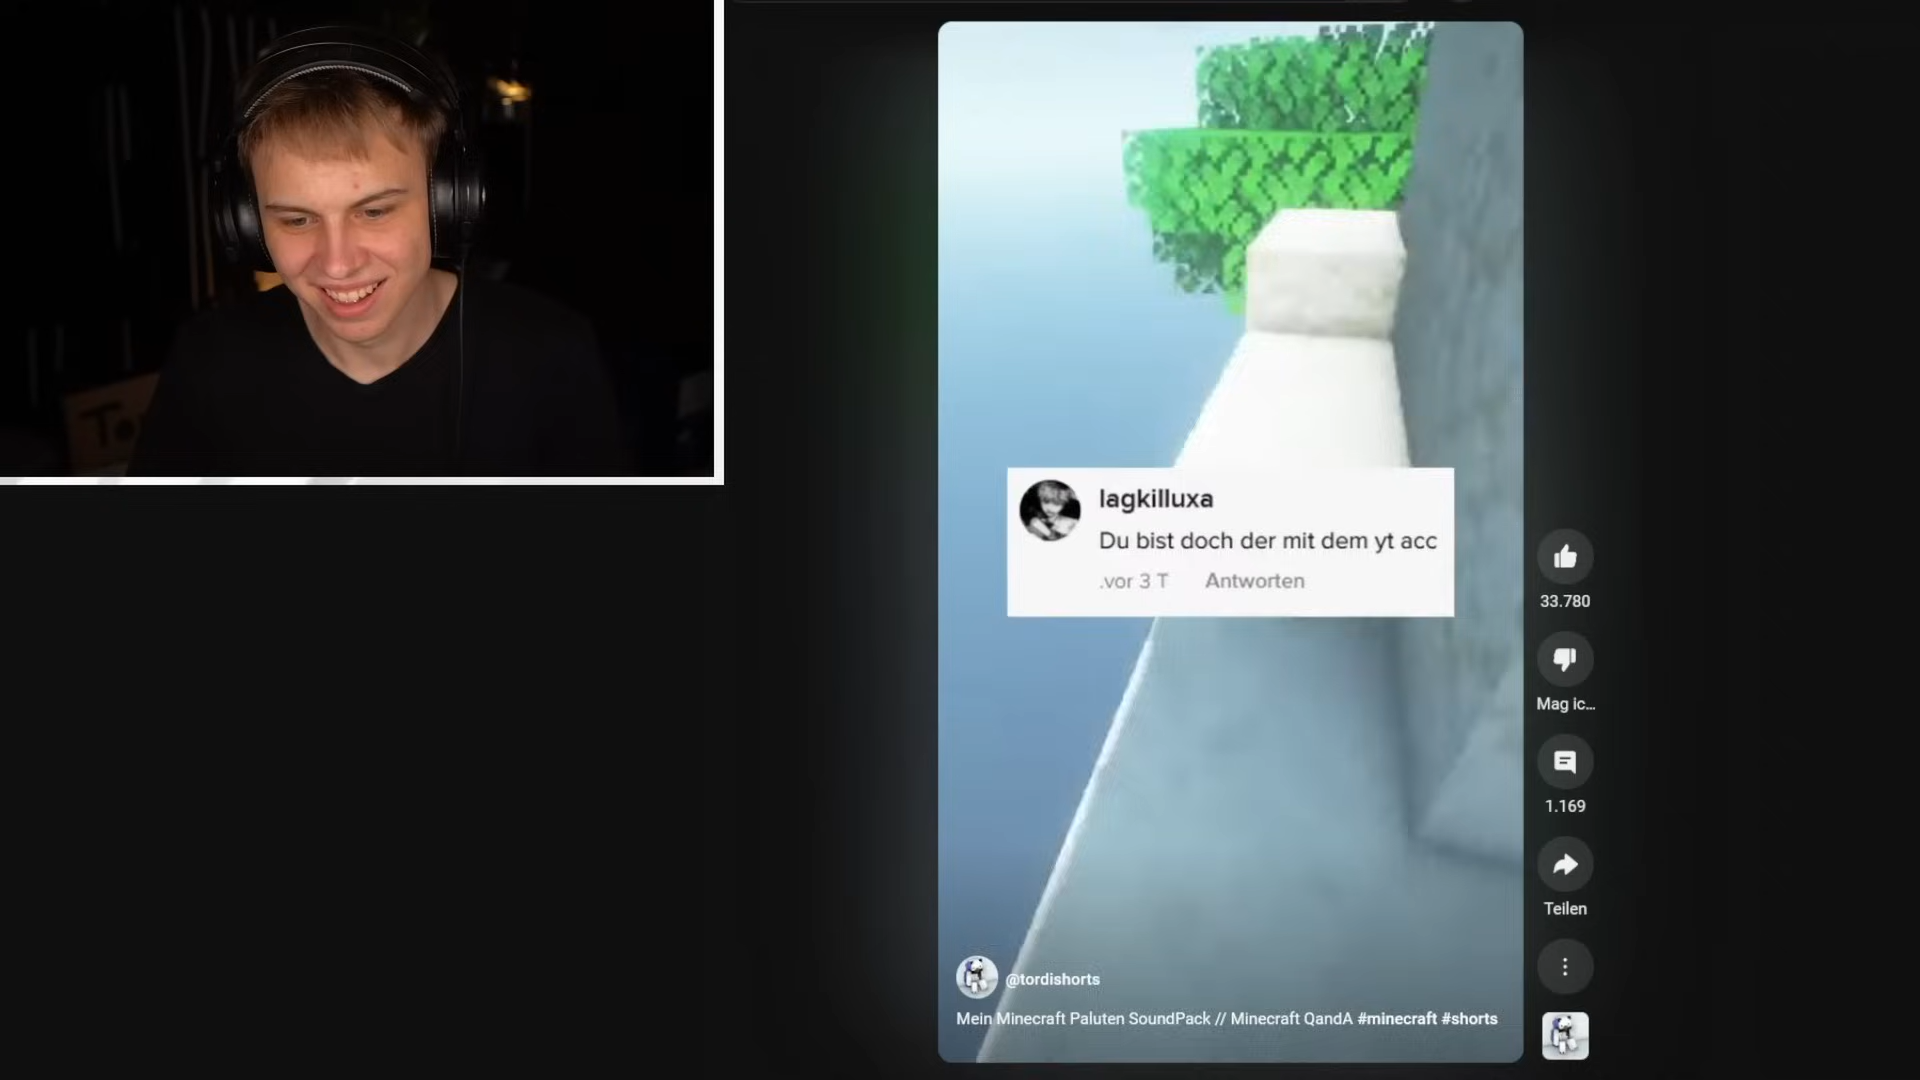 lagkilluxa
Du bist doch der mit dem yt acc
.vor 3 T Antworten
33.780
Mag ic...
1.169
Teilen
@tordishorts
Mein Minecraft Paluten SoundPack // Minecraft QandA #minecraft #shorts